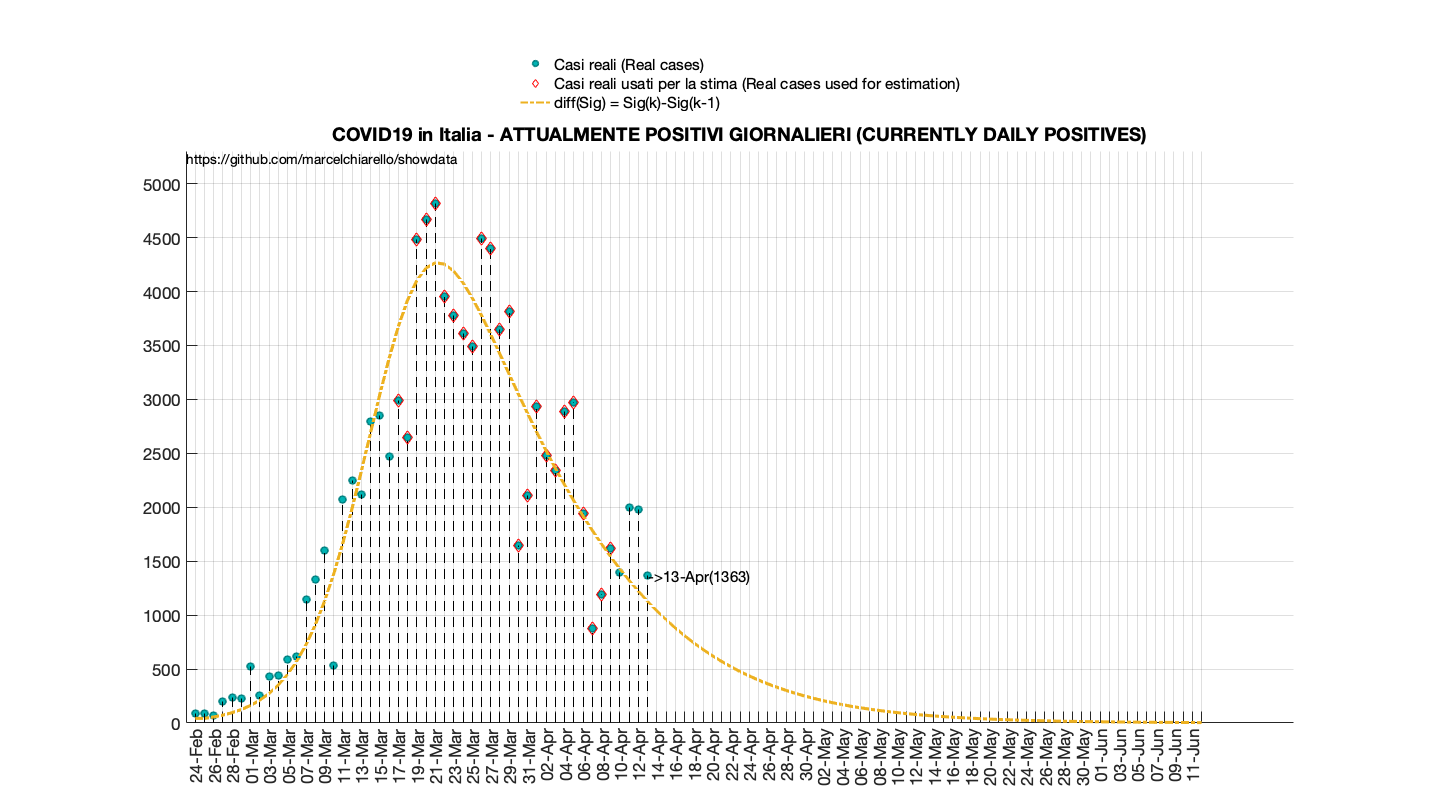 Casi reali (Real cases)
Casi reali usati per la stima (Real cases used for estimation)
diff(Sig) = Sig(k)-Sig(k-1)
COVID19 in Italia - ATTUALMENTE POSITIVI GIORNALIERI (CURRENTLY DAILY POSITIVES)
https://github.com/marcelchiarello/showdata
5000
4500
4000
3500
3000
2500
2000
1500
1000
500
0
->13-Apr(1363)
24-Feb
26-Feb
28-Feb
01-Mar
03-Mar
05-Mar
07-Mar
09-Mar
11-Mar
13-Mar
15-Mar
17-Mar
19-Mar
21-Mar
23-Mar
25-Mar
27-Mar
29-Mar
31-Mar
02-Apr
04-Apr
06-Apr
08-Apr
10-Apr
12-Apr
14-Apr
16-Apr
18-Apr
20-Apr
22-Apr
24-Apr
26-Apr
28-Apr
30-Apr
02-May
04-May
06-May
08-May
10-May
12-May
14-May
16-May
18-May
20-May
22-May
24-May
26-May
28-May
30-May
01-Jun
03-Jun
05-Jun
07-Jun
09-Jun
11-Jun